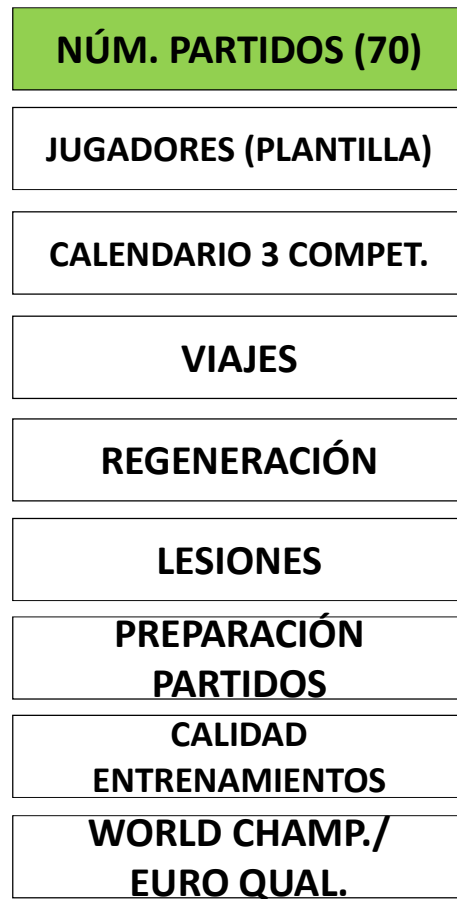 NÚM. PARTIDOS (70)
JUGADORES (PLANTILLA)
CALENDARIO 3 COMPET.
VIAJES
REGENERACIÓN
LESIONES
PREPARACIÓN
PARTIDOS
CALIDAD
ENTRENAMIENTOS
WORLD CHAMP./
EURO QUAL.